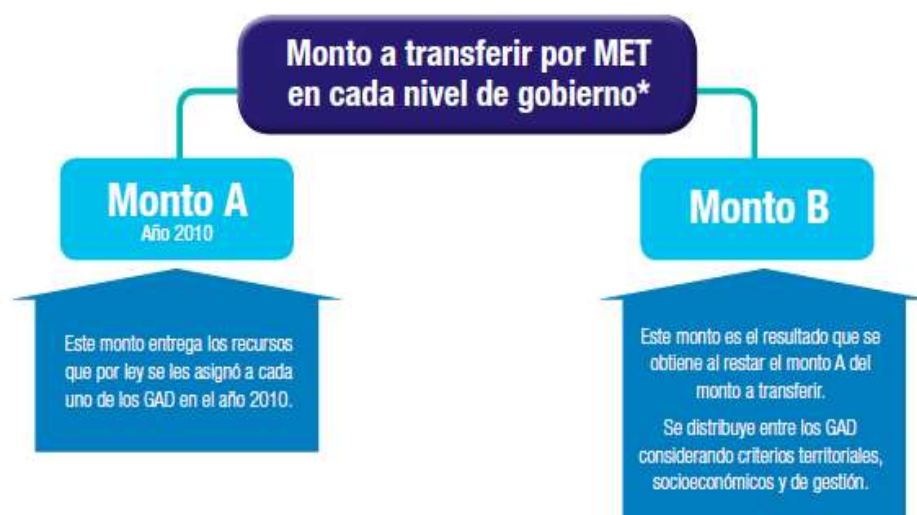 Monto a transferir por MET
en cada nivel de gobierno*
Monto A
Año 2010
Este monto entrega los recursos
que por ley se les asignó a cada
uno de los GAD en el año 2010.
Monto B
Este monto es el resultado que se
obtiene al restar el monto A del
monto a transferir.
Se distribuye entre los GAD
considerando criterios territoriales,
socioeconómicos y de gestión.